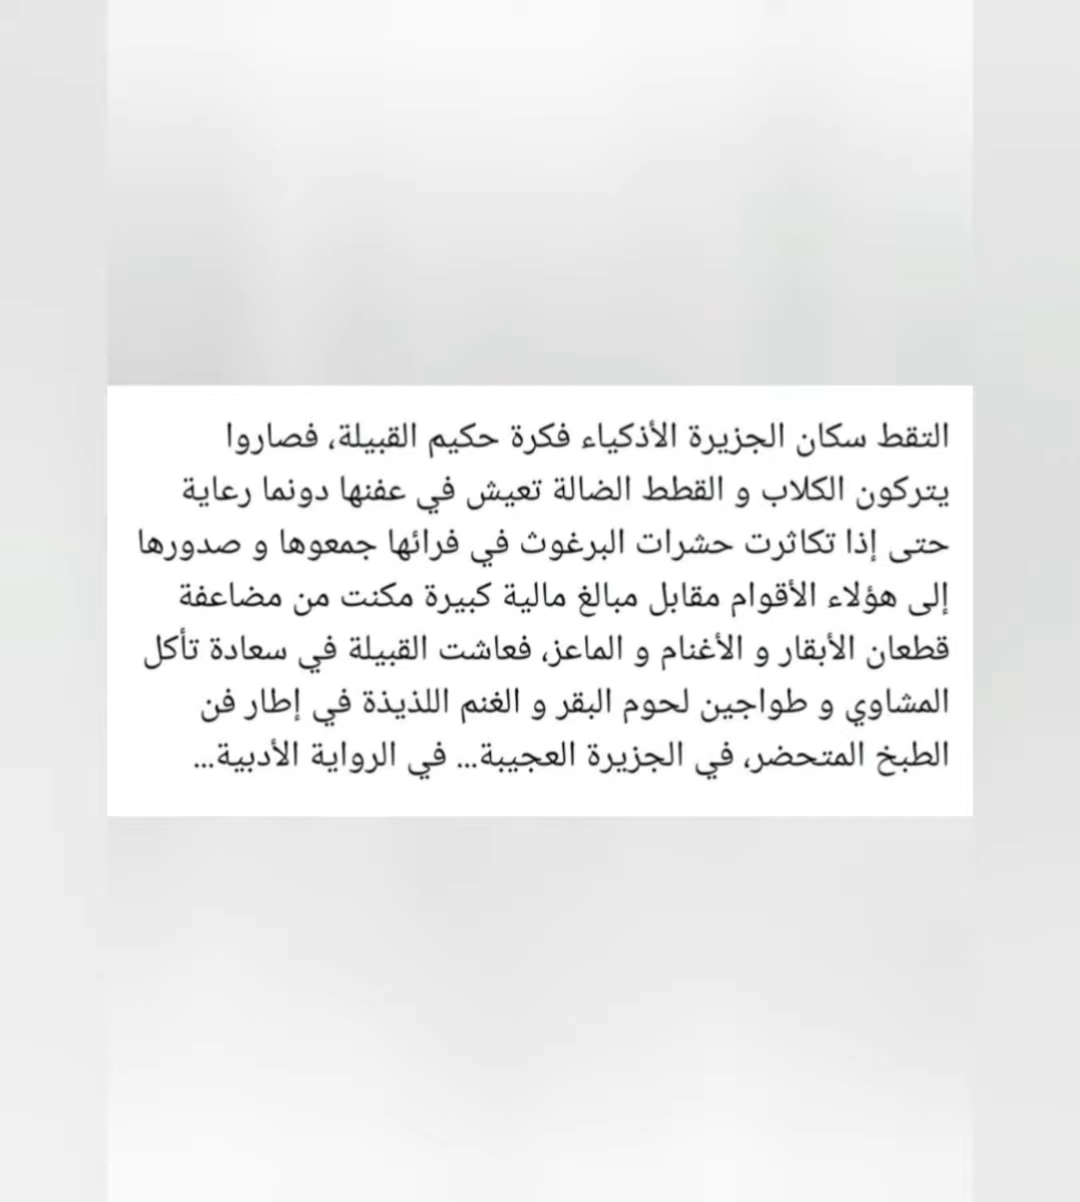 التقط سكان الجزيرة الأذكياء فكرة حكيم القبيلة، فصاروا
يتركون الكلاب و القطط الضالة تعيش في عفنها دونما رعاية
حتى إذا تكاثرت حشرات البرغوث في فرائها جمعوها و صدورها
إلى هؤلاء الأقوام مقابل مبالغ مالية كبيرة مكنت من مضاعفة
قطعان الأبقار و الأغنام و الماعز، فعاشت القبيلة في سعادة تأكل
المشاوي و طواجين لحوم البقر و الغنم اللذيذة في إطار فن
الطبخ المتحضر، في الجزيرة العجيبة... في الرواية الأدبية...